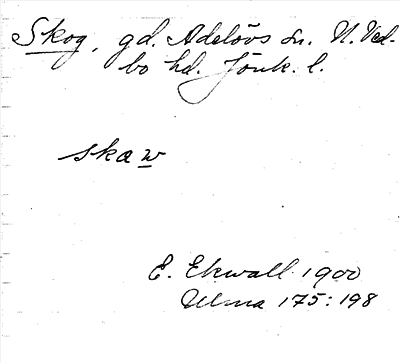 Skog, gd. Adelövs sn. N. Ved-
bo hd. Jönk. l.
skaw
E. Ekwall 1900
Ulma 175:198